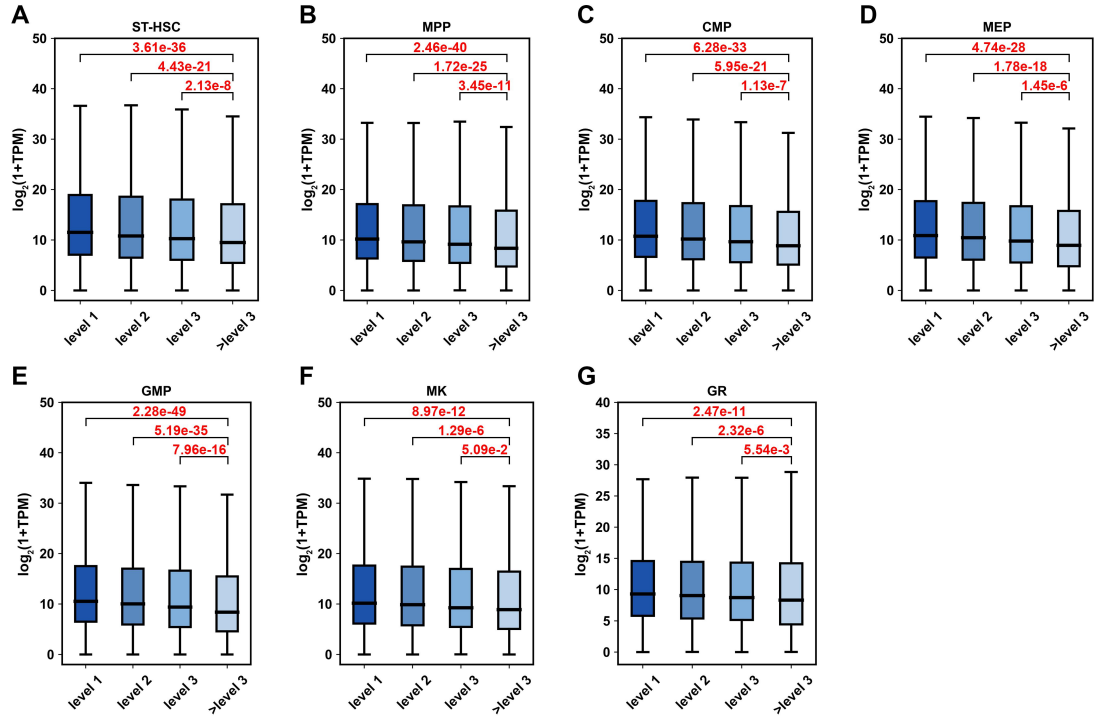 A
ST-HSC
log2(1+TPM)
50
40
30
20
10
0
3.61e-36
4.43e-21
2.13e-8
level 1
level 2
level 3
>level 3
B
MPP
log2(1+TPM)
50
40
30
20
10
0
2.46e-40
1.72e-25
3.45e-11
level 1
level 2
level 3
>level 3
C
CMP
log2(1+TPM)
50
40
30
20
10
0
6.28e-33
5.95e-21
1.13e-7
level 1
level 2
level 3
>level 3
D
MEP
log2(1+TPM)
50
40
30
20
10
0
4.74e-28
1.78e-18
1.45e-6
level 1
level 2
level 3
>level 3
E
GMP
log2(1+TPM)
50
40
30
20
10
0
2.28e-49
5.19e-35
7.96e-16
level 1
level 2
level 3
>level 3
F
MK
log2(1+TPM)
50
40
30
20
10
0
8.97e-12
1.29e-6
5.09e-2
level 1
level 2
level 3
>level 3
G
GR
log2(1+TPM)
40
35
30
25
20
15
10
5
0
2.47e-11
2.32e-6
5.54e-3
level 1
level 2
level 3
>level 3